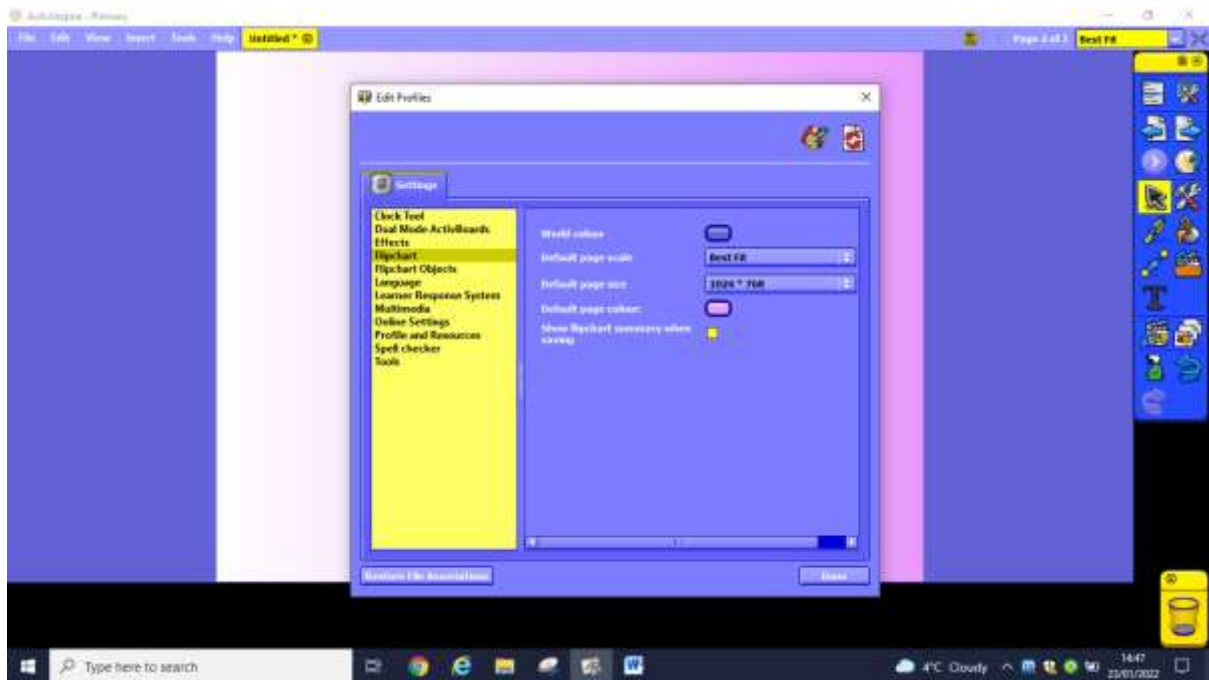 ActivInspire - Primary
File Edit View Insert Tools Help Untitled *
Best Fit
Edit Profiles
Settings
Clock Tool
Dual Mode ActivBoards
Effects
Flipchart
Flipchart Objects
Language
Learner Response System
Multimedia
Online Settings
Profile and Resources
Spell checker
Tools
World colour
Default page scale
Best Fit
Default page size
1024 * 768
Default page colour
Show flipchart summary when
saving
Restore File Associations
Done
Type here to search
4°C Cloudy
14:47
23/01/2022